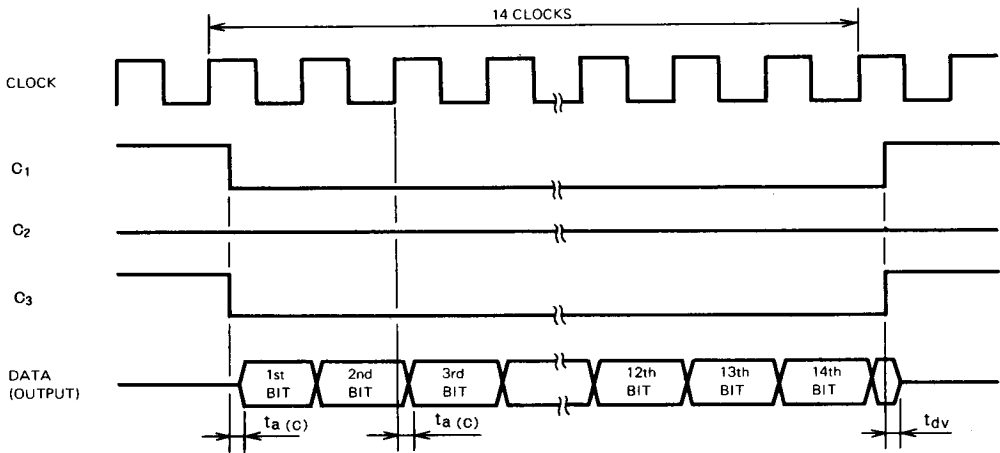 14 CLOCKS
CLOCK
C1
C2
C3
DATA
(OUTPUT)
1st
BIT
2nd
BIT
3rd
BIT
12th
BIT
13th
BIT
14th
BIT
ta (C)
ta (C)
tdv